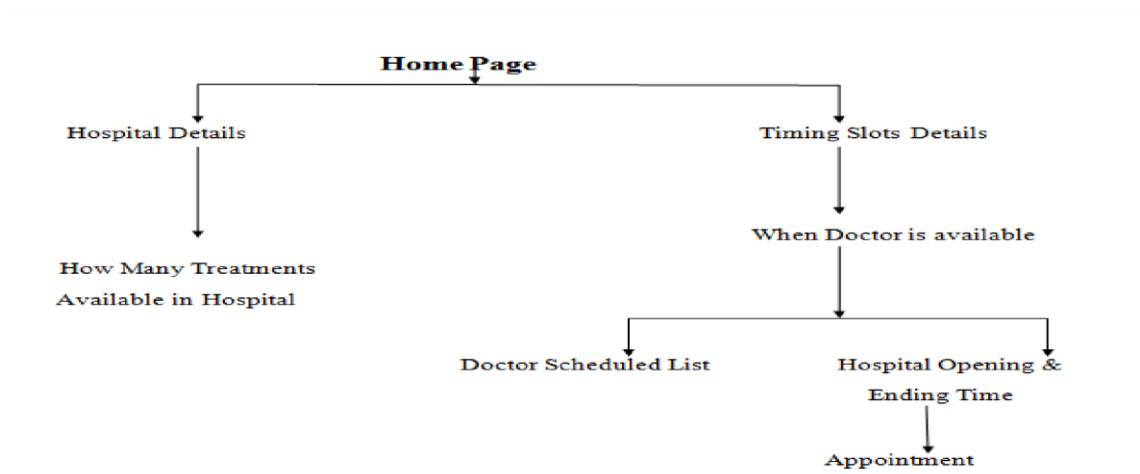 Home Page
Hospital Details
Timing Slots Details
When Doctor is available
How Many Treatments
Available in Hospital
Doctor Scheduled List
Hospital Opening &
Ending Time
Appointment